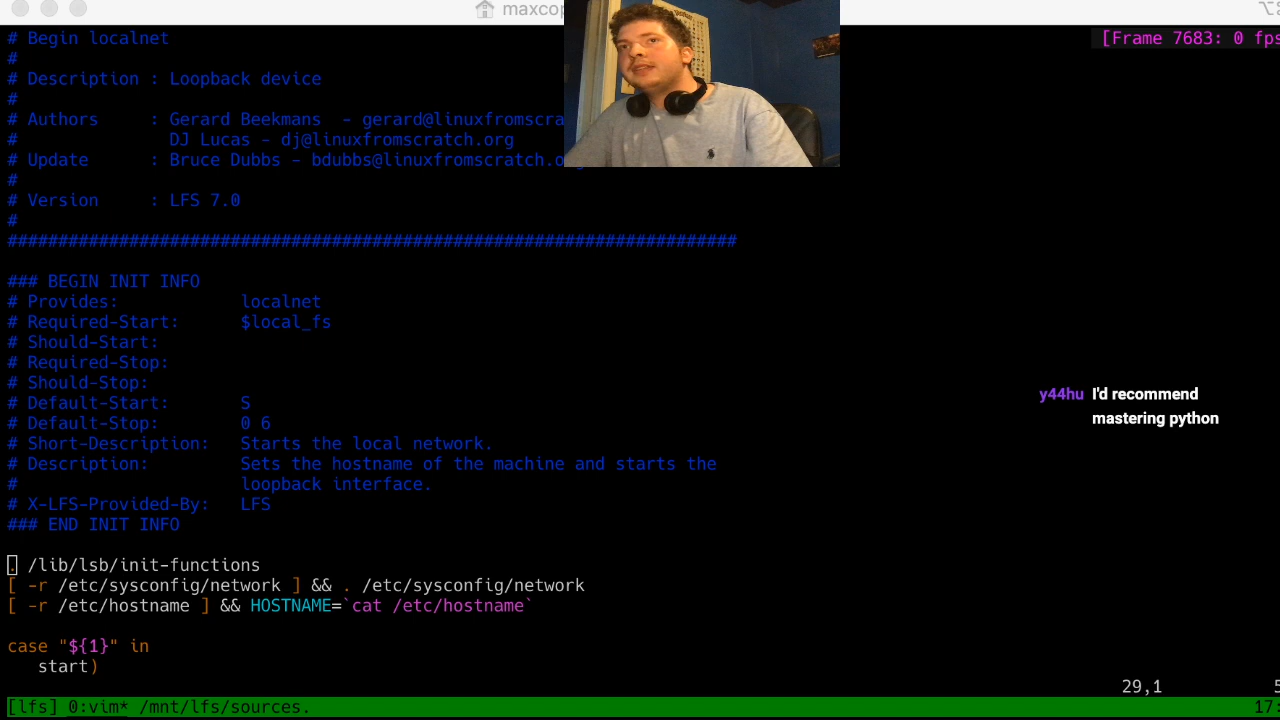 maxcop
# Begin localnet
[Frame 7683: 0 fps
#
# Description : Loopback device
#
# Authors : Gerard Beekmans - gerard@linuxfromscra
# DJ Lucas - dj@linuxfromscratch.org
# Update : Bruce Dubbs - bdubbs@linuxfromscratch.o
#
# Version : LFS 7.0
#
########################################################################
### BEGIN INIT INFO
# Provides: localnet
# Required-Start: $local_fs
# Should-Start:
# Required-Stop:
# Should-Stop:
# Default-Start: S
# Default-Stop: 0 6
# Short-Description: Starts the local network.
# Description: Sets the hostname of the machine and starts the
# loopback interface.
# X-LFS-Provided-By: LFS
### END INIT INFO
y44hu I'd recommend
mastering python
. /lib/lsb/init-functions
[ -r /etc/sysconfig/network ] && . /etc/sysconfig/network
[ -r /etc/hostname ] && HOSTNAME=`cat /etc/hostname`
case "${1}" in
start)
29,1
[lfs] 0:vim* /mnt/lfs/sources.
17: